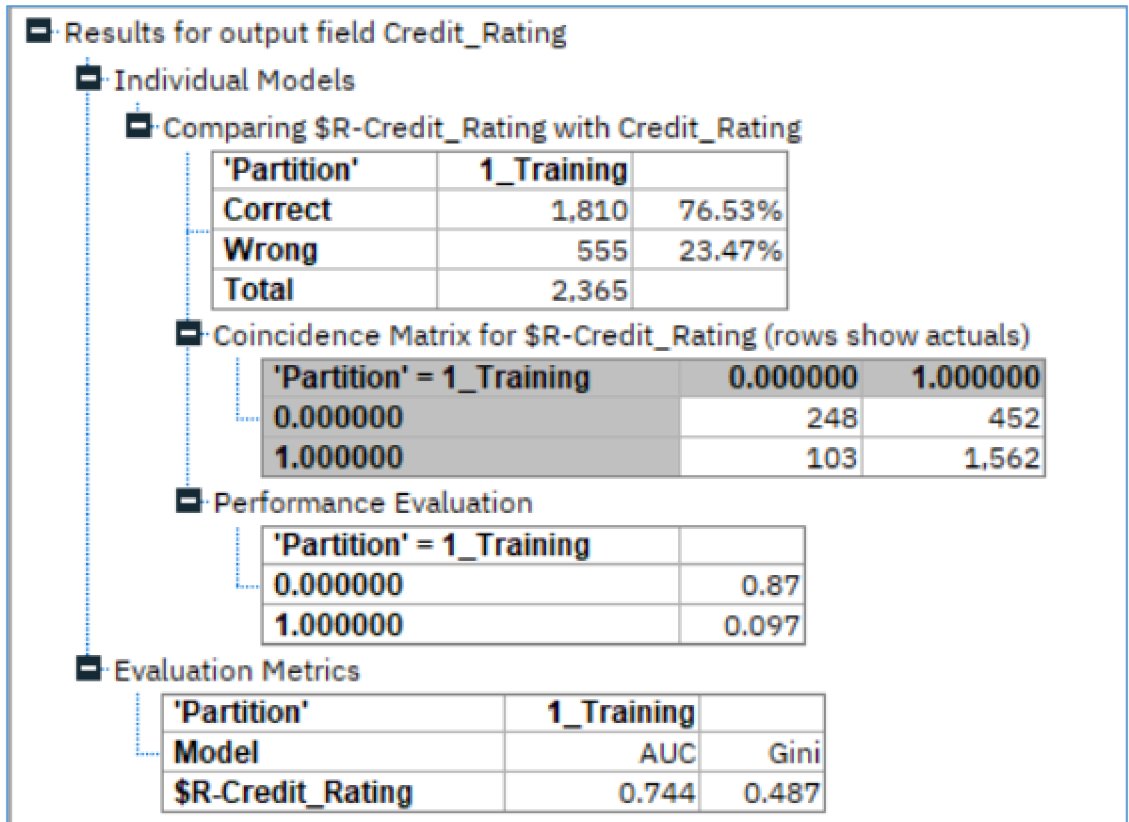 Results for output field Credit_Rating
Individual Models
Comparing $R-Credit_Rating with Credit_Rating
'Partition' 1_Training
Correct 1,810 76.53%
Wrong 555 23.47%
Total 2,365
Coincidence Matrix for $R-Credit_Rating (rows show actuals)
'Partition' = 1_Training 0.000000 1.000000
0.000000 248 452
1.000000 103 1,562
Performance Evaluation
'Partition' = 1_Training
0.000000 0.87
1.000000 0.097
Evaluation Metrics
'Partition' 1_Training
Model AUC Gini
$R-Credit_Rating 0.744 0.487